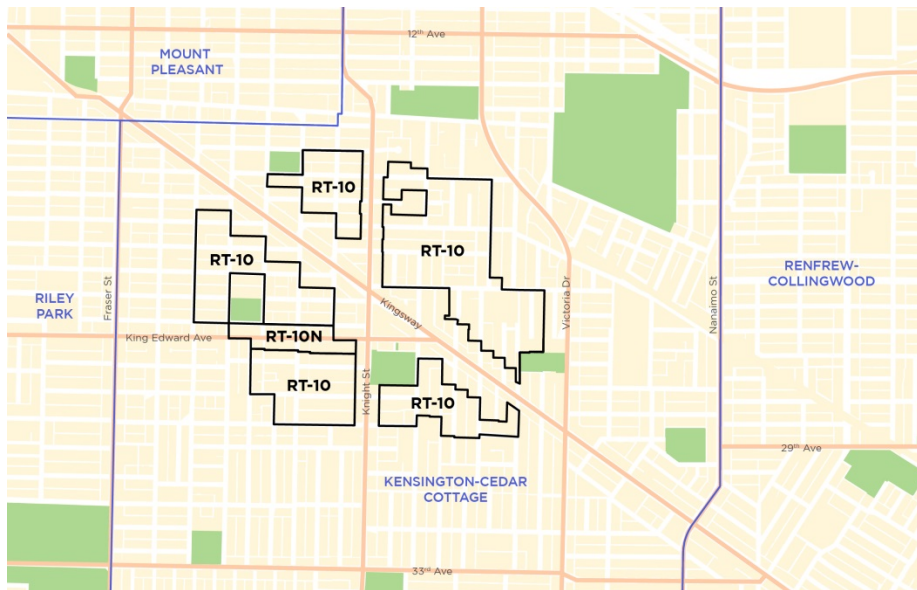 12th Ave
MOUNT
PLEASANT
RT-10
RT-10
RT-10
RENFREW-
COLLINGWOOD
Fraser St
Victoria Dr
Nanaimo St
RILEY
PARK
Kingsway
King Edward Ave
RT-10N
RT-10
Knight St
RT-10
29th Ave
KENSINGTON-CEDAR
COTTAGE
33rd Ave